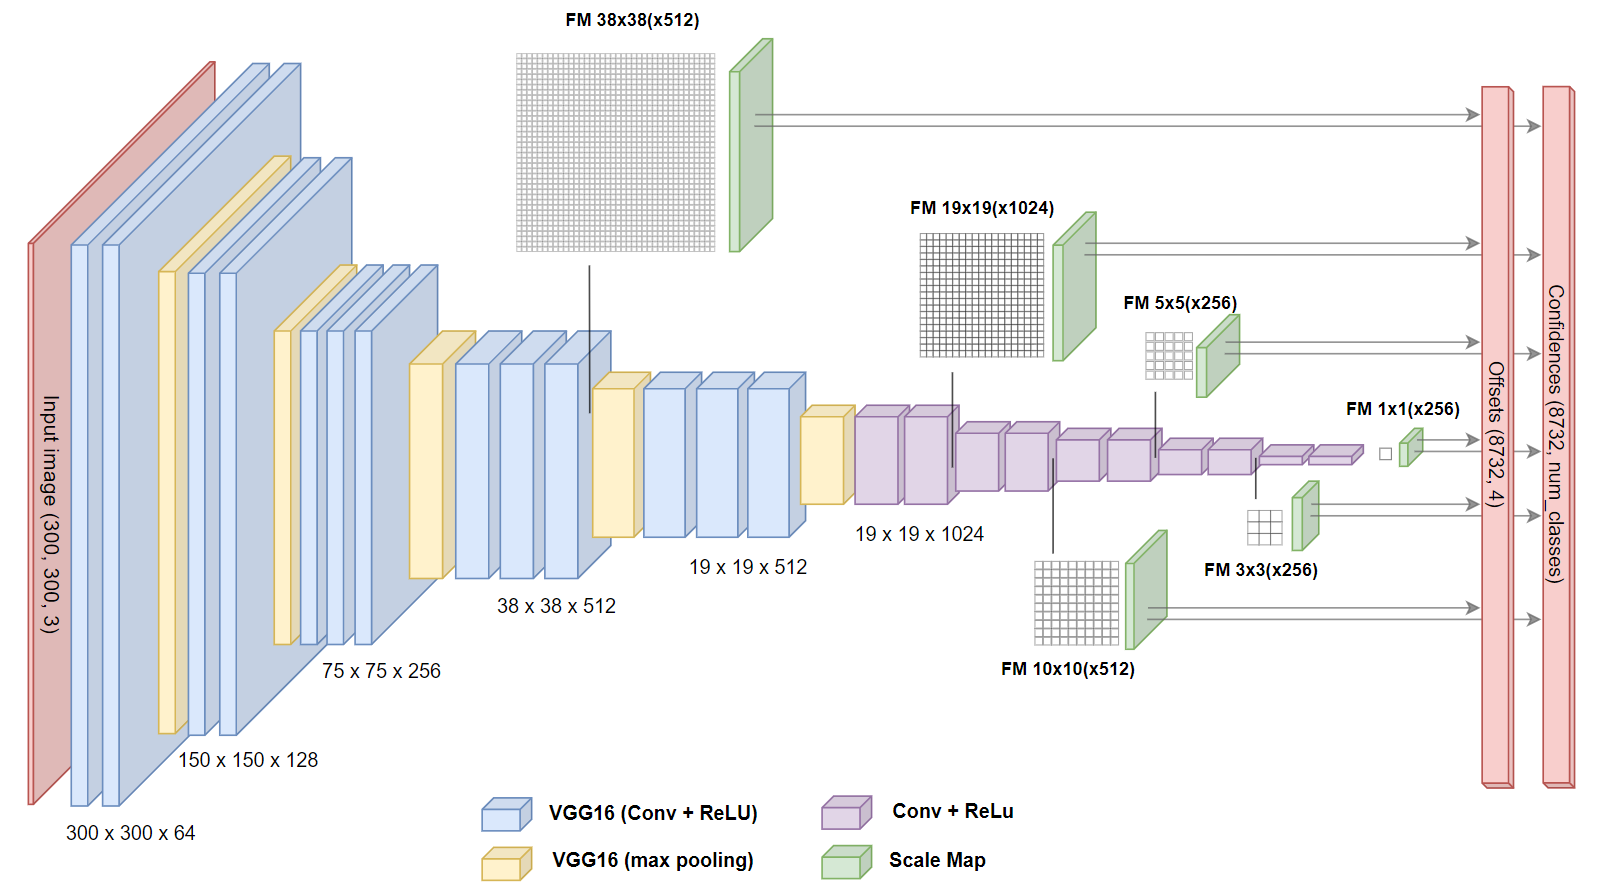 FM 38x38(x512)
FM 19x19(x1024)
FM 5x5(x256)
FM 1x1(x256)
FM 3x3(x256)
FM 10x10(x512)
Input image (300, 300, 3)
300 x 300 x 64
150 x 150 x 128
75 x 75 x 256
38 x 38 x 512
19 x 19 x 512
19 x 19 x 1024
Offsets (8732, 4)
Confidences (8732, num_classes)
VGG16 (Conv + ReLU)
VGG16 (max pooling)
Conv + ReLu
Scale Map